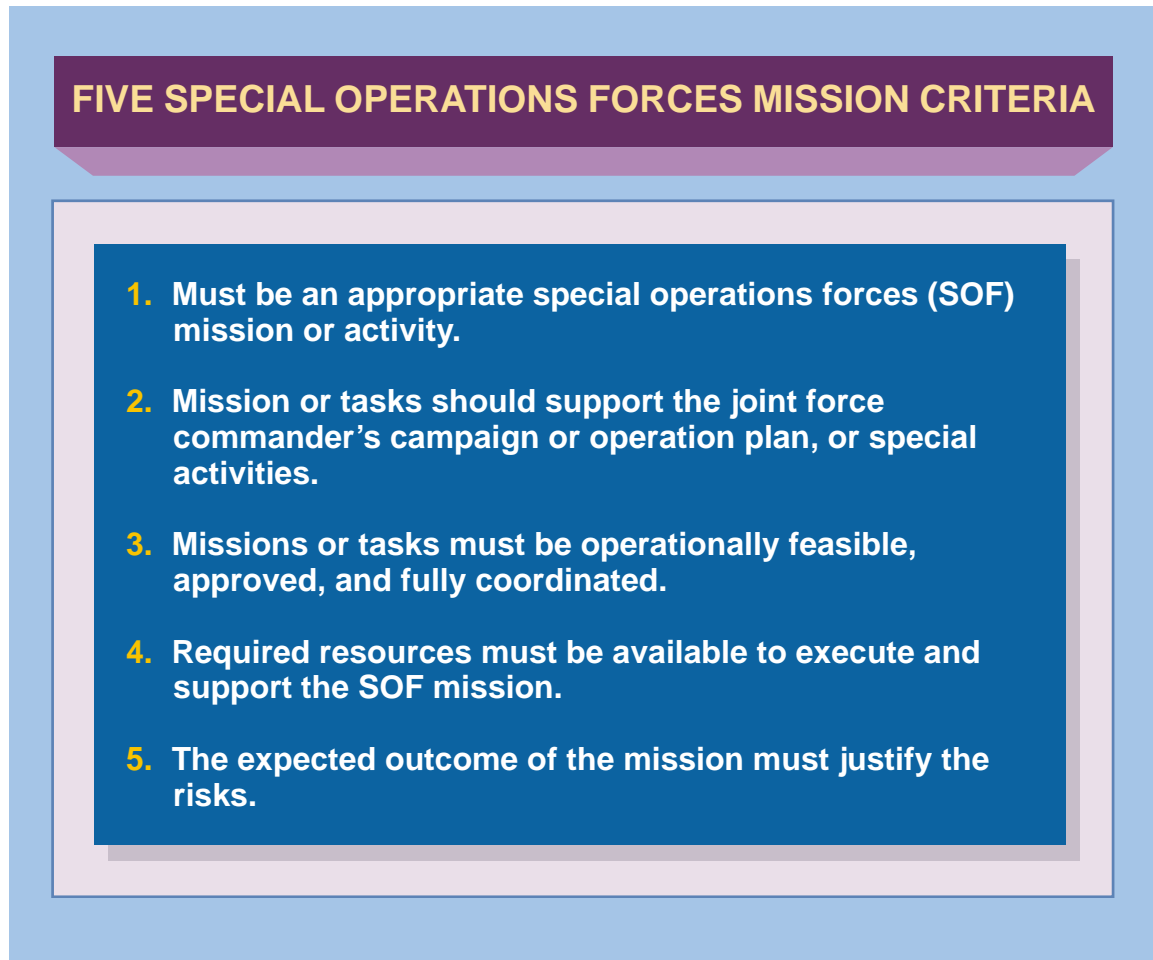 FIVE SPECIAL OPERATIONS FORCES MISSION CRITERIA
1. Must be an appropriate special operations forces (SOF)
mission or activity.
2. Mission or tasks should support the joint force
commander’s campaign or operation plan, or special
activities.
3. Missions or tasks must be operationally feasible,
approved, and fully coordinated.
4. Required resources must be available to execute and
support the SOF mission.
5. The expected outcome of the mission must justify the
risks.